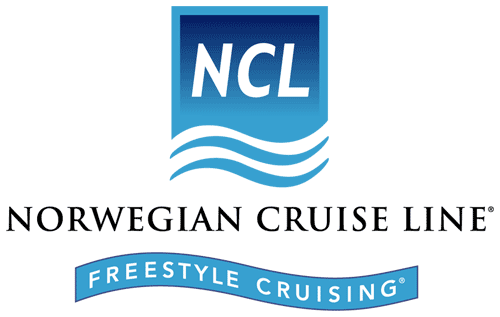 NCL
NORWEGIAN CRUISE LINE®
FREESTYLE CRUISING®